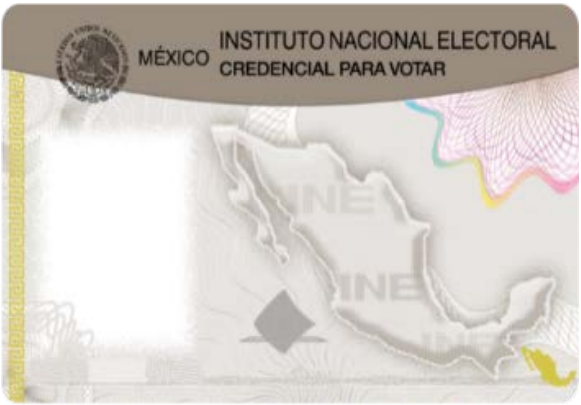 MÉXICO
INSTITUTO NACIONAL ELECTORAL
CREDENCIAL PARA VOTAR
INE
INE
INE